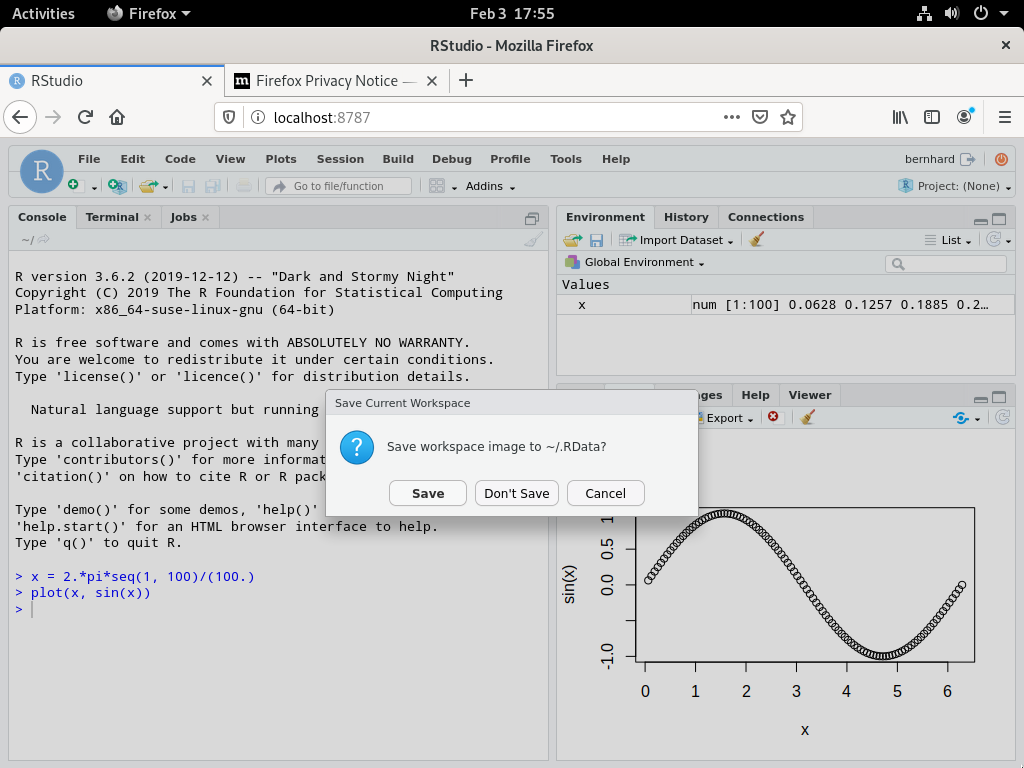 Activities Firefox Feb 3 17:55
RStudio - Mozilla Firefox
RStudio Firefox Privacy Notice —
localhost:8787
R File Edit Code View Plots Session Build Debug Profile Tools Help bernhard
Go to file/function Addins Project: (None)
Console Terminal Jobs
~/
R version 3.6.2 (2019-12-12) -- "Dark and Stormy Night"
Copyright (C) 2019 The R Foundation for Statistical Computing
Platform: x86_64-suse-linux-gnu (64-bit)
R is free software and comes with ABSOLUTELY NO WARRANTY.
You are welcome to redistribute it under certain conditions.
Type 'license()' or 'licence()' for distribution details.
Natural language support but running
R is a collaborative project with many
Type 'contributors()' for more informat
'citation()' on how to cite R or R pack
Type 'demo()' for some demos, 'help()'
'help.start()' for an HTML browser interface to help.
Type 'q()' to quit R.
> x = 2.*pi*seq(1, 100)/(100.)
> plot(x, sin(x))
>
Environment History Connections
Import Dataset List
Global Environment
Values
x num [1:100] 0.0628 0.1257 0.1885 0.2…
ges Help Viewer
Export
Save Current Workspace
? Save workspace image to ~/.RData?
Save Don't Save Cancel
sin(x)
1
0.5
0.0
-1.0
0 1 2 3 4 5 6
x